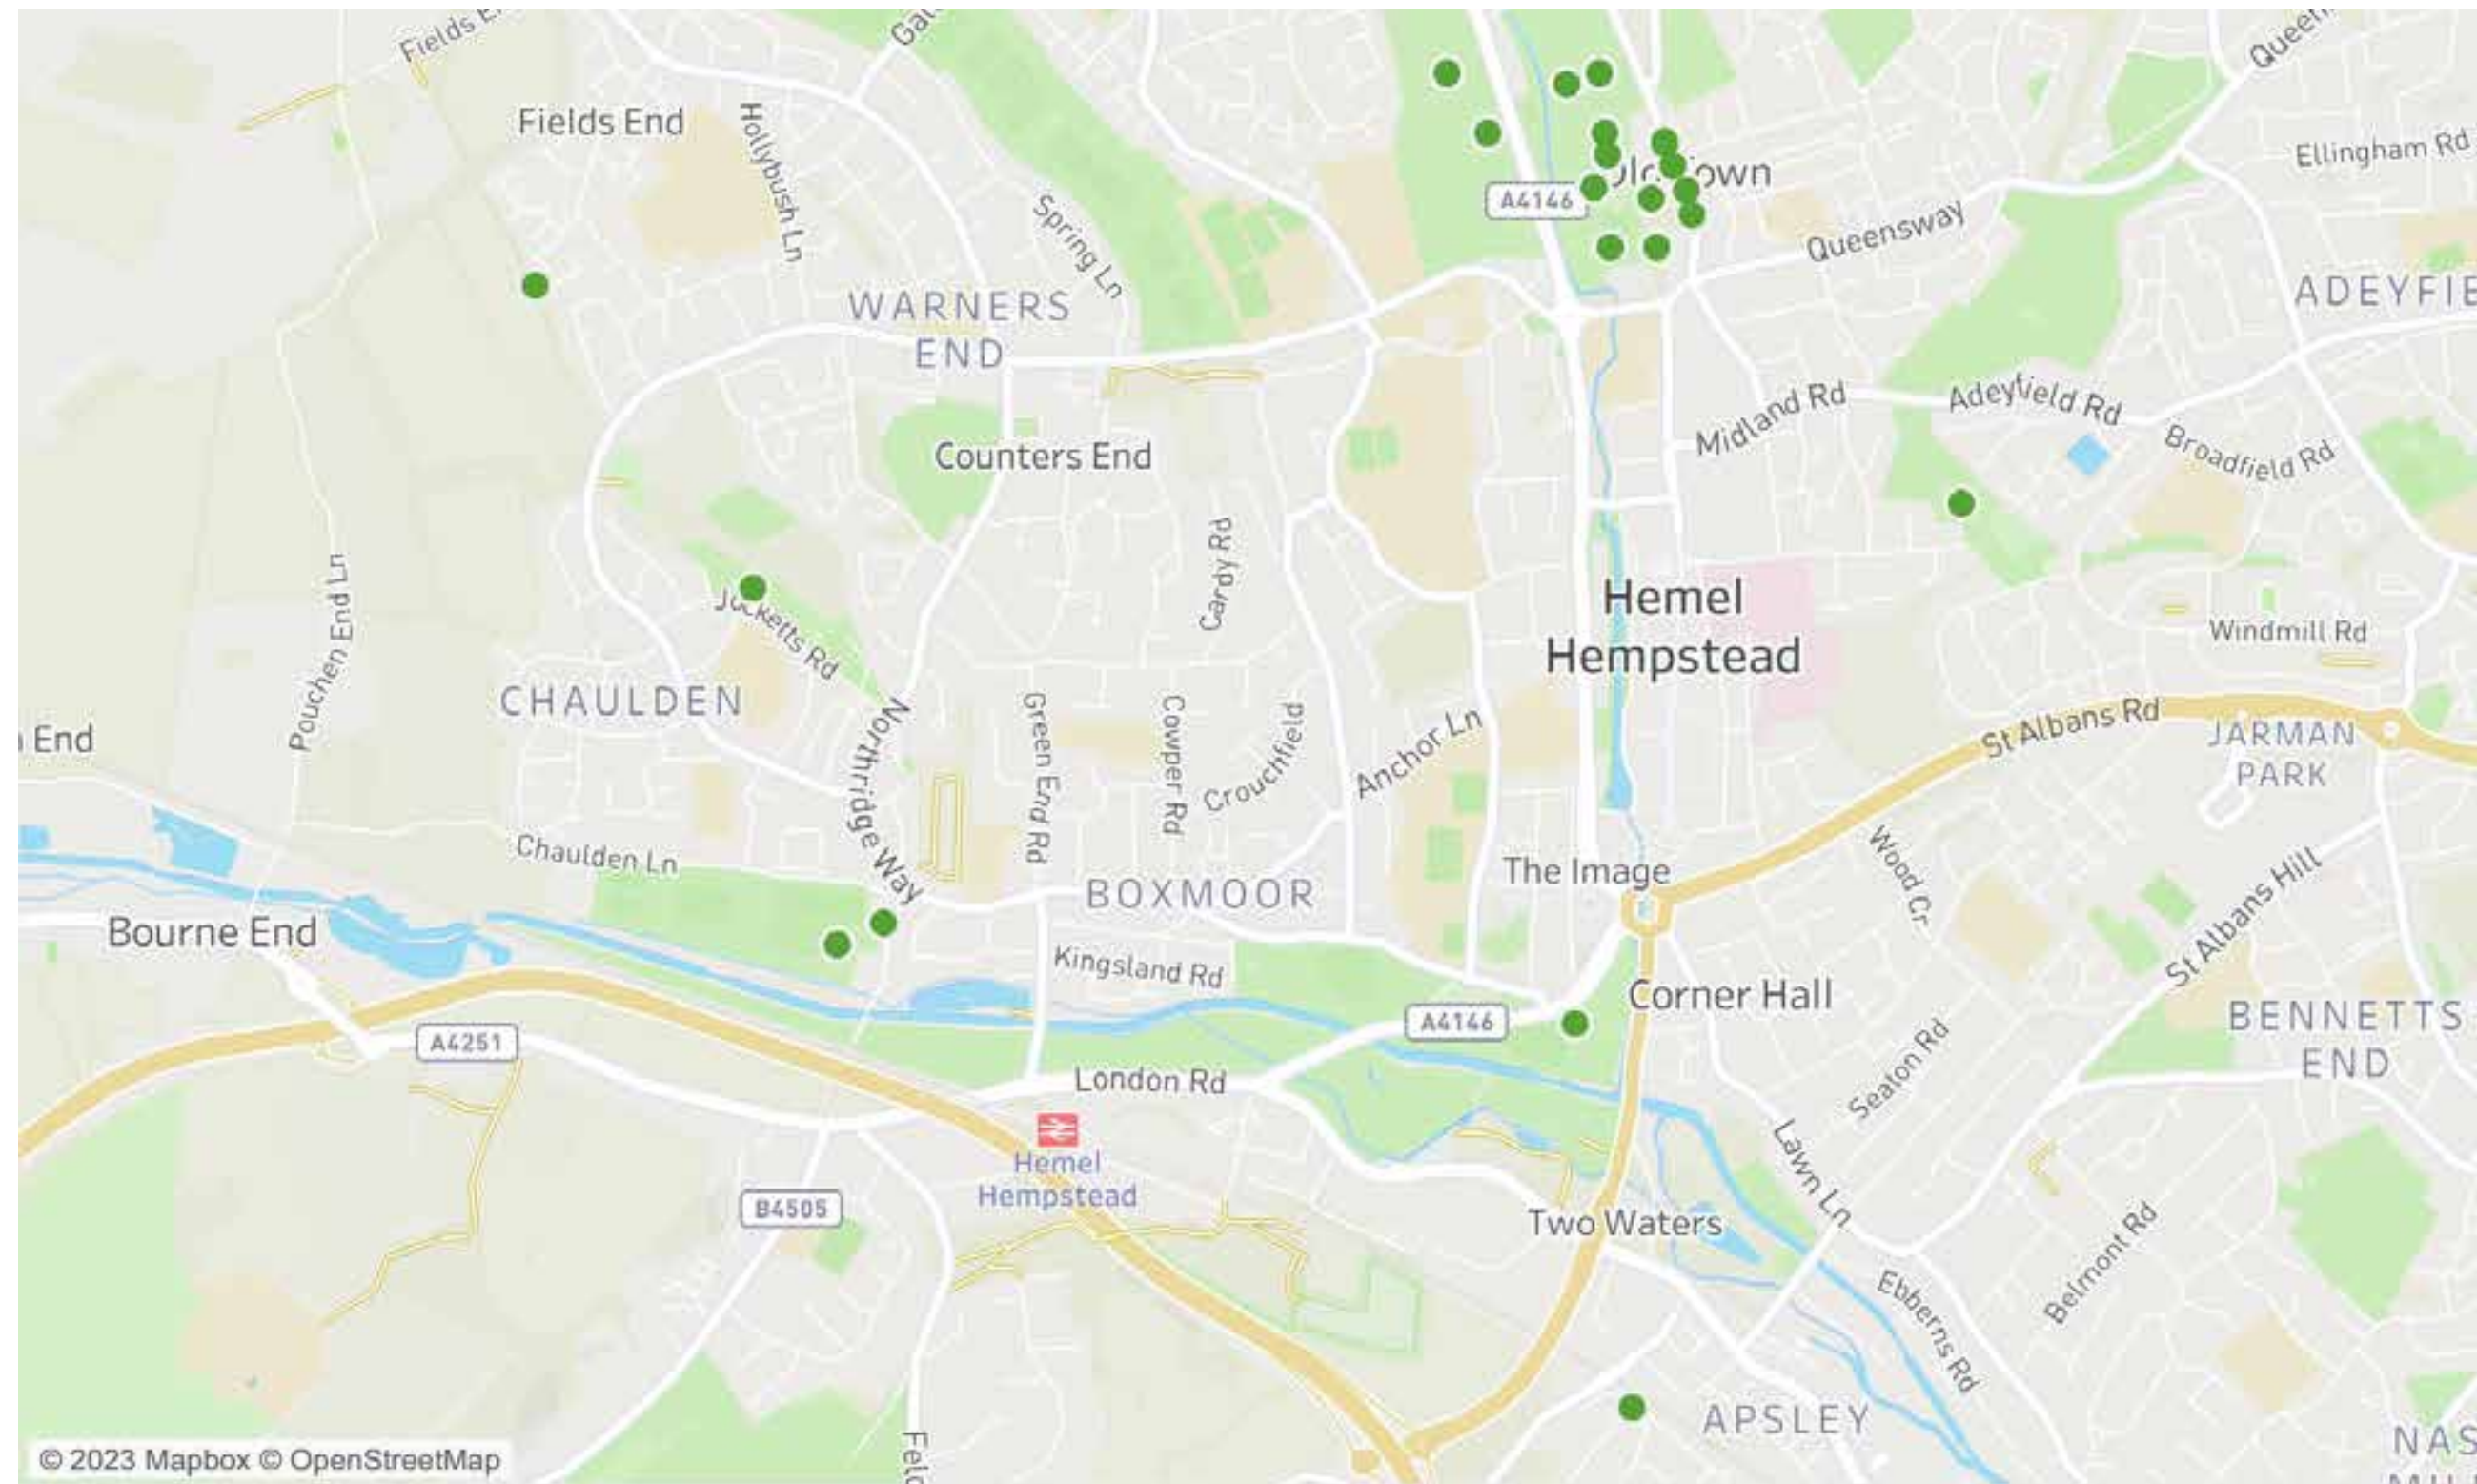 Fields
Fields End
Hollybush Ln
Spring Ln
A4146
Queensway
Ellingham Rd
WARNERS
END
Counters End
Midland Rd
Adeyfield Rd
Broadfield Rd
Carpy Rd
Hemel
Hempstead
Windmill Rd
Pouchen End Ln
CHAULDEN
Jocketts Rd
Northridge Way
Green End Rd
Cowper Rd
Crouchfield
Anchor Ln
St Albans Rd
JARMAN
PARK
End
Chaulden Ln
The Image
BOXMOOR
Wood Cr
St Albans Hill
Bourne End
Kingsland Rd
Corner Hall
A4146
BENNETTS
END
A4251
London Rd
Seaton Rd
Hemel
Hempstead
Lawn Ln
B4505
Two Waters
Belmont Rd
Ebberns Rd
APSLEY
© 2023 Mapbox © OpenStreetMap